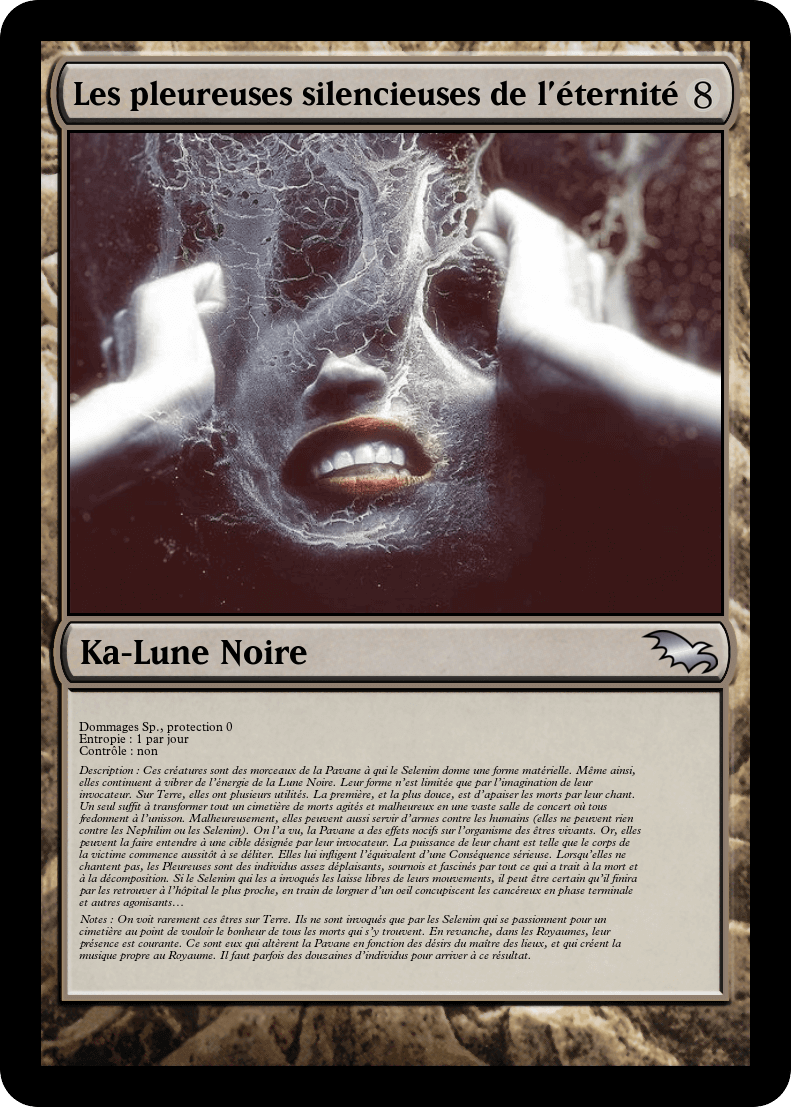 Les pleureuses silencieuses de l'éternité 8
Ka-Lune Noire
Dommages Sp., protection 0
Entropie : 1 par jour
Contrôle : non
Description : Ces créatures sont des morceaux de la Pavane à qui le Selenim donne une forme matérielle. Même ainsi,
elles continuent à vibrer de l'énergie de la Lune Noire. Leur forme n'est limitée que par l'imagination de leur
invocateur. Sur Terre, elles ont plusieurs utilités. La première, et la plus douce, est d'apaiser les morts par leur chant.
Un seul suffit à transformer tout un cimetière de morts agités et malheureux en une vaste salle de concert où tous
fredonnent à l'unisson. Malheureusement, elles peuvent aussi servir d'armes contre les humains (elles ne peuvent rien
contre les Nephilim ou les Selenim). On l'a vu, la Pavane a des effets nocifs sur l'organisme des êtres vivants. Or, elles
peuvent la faire entendre à une cible désignée par leur invocateur. La puissance de leur chant est telle que le corps de
la victime commence aussitôt à se déliter. Elles lui infligent l'équivalent d'une Conséquence sérieuse. Lorsqu'elles ne
chantent pas, les Pleureuses sont des individus assez déplaisants, sournois et fascinés par tout ce qui a trait à la mort et
à la décomposition. Si le Selenim qui les a invoqués les laisse libres de leurs mouvements, il peut être certain qu'il finira
par les retrouver à l'hôpital le plus proche, en train de lorgner d'un oeil concupiscent les cancéreux en phase terminale
et autres agonisants...
Notes : On voit rarement ces êtres sur Terre. Ils ne sont invoqués que par les Selenim qui se passionnent pour un
cimetière au point de vouloir le bonheur de tous les morts qui s'y trouvent. En revanche, dans les Royaumes, leur
présence est courante. Ce sont eux qui altèrent la Pavane en fonction des désirs du maître des lieux, et qui créent la
musique propre au Royaume. Il faut parfois des douzaines d'individus pour arriver à ce résultat.